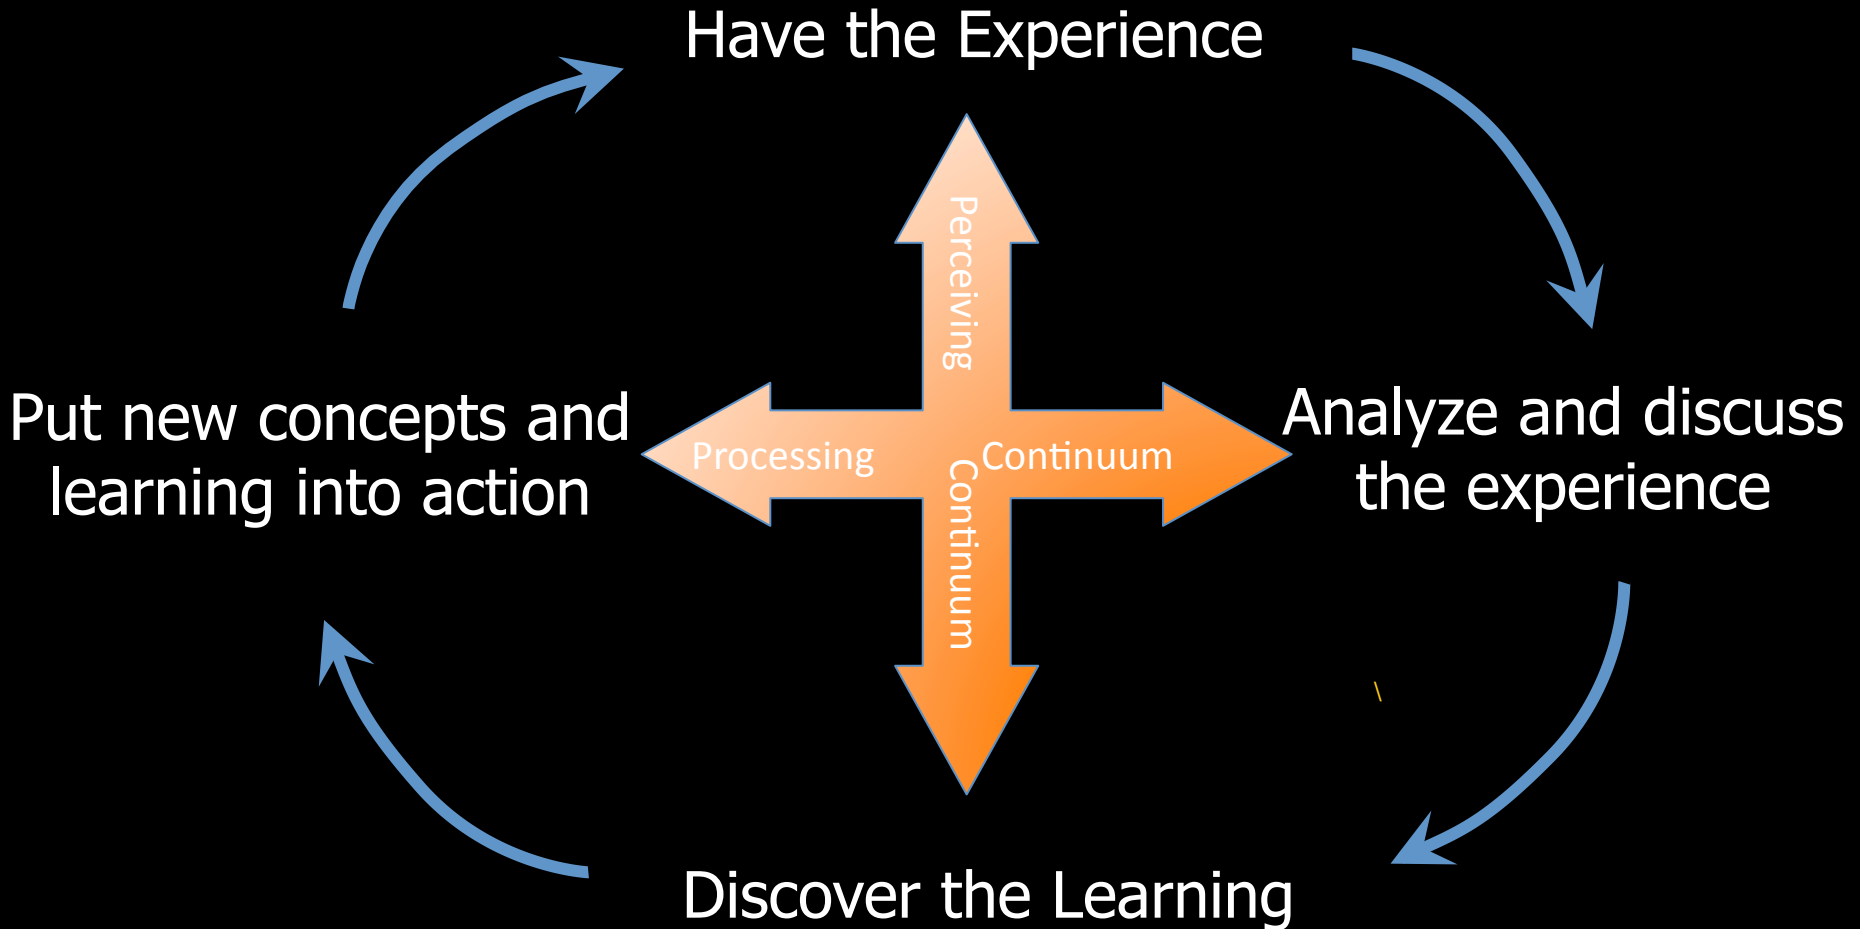 Have the Experience
Perceiving Continuum
Put new concepts and
learning into action
Processing Continuum
Analyze and discuss
the experience
\
Discover the Learning